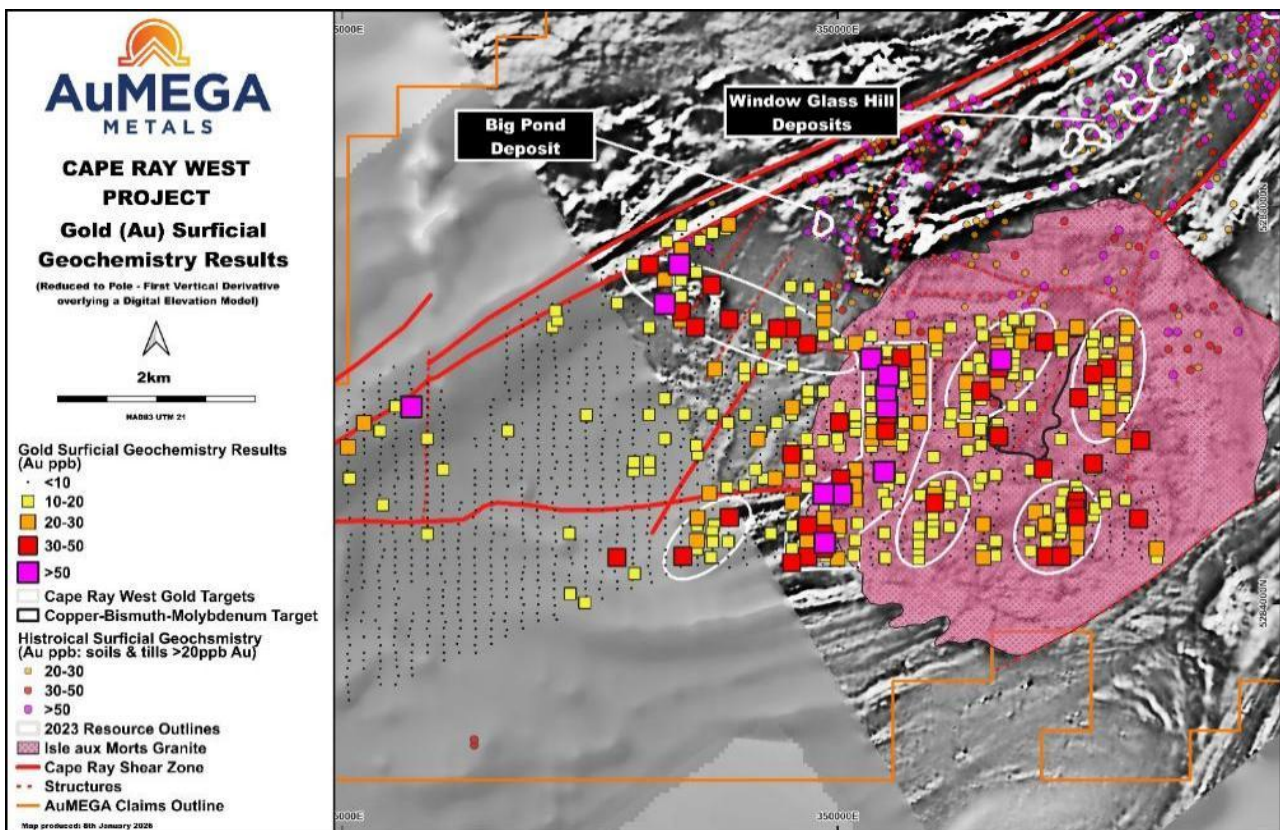 AuMEGA
METALS
CAPE RAY WEST
PROJECT
Gold (Au) Surficial
Geochemistry Results
(Reduced to Pole - First Vertical Derivative
overlying a Digital Elevation Model)
2km
NAD83 UTM 21
Gold Surficial Geochemistry Results
(Au ppb)
<10
10-20
20-30
30-50
>50
Cape Ray West Gold Targets
Copper-Bismuth-Molybdenum Target
Histroical Surficial Geochsmistry
(Au ppb: soils & tills >20ppb Au)
20-30
30-50
>50
2023 Resource Outlines
Isle aux Morts Granite
Cape Ray Shear Zone
Structures
AuMEGA Claims Outline
Map produced: 8th January 2026
5000E
350000E
Big Pond
Deposit
Window Glass Hill
Deposits
5288000N
5284000N
5000E
350000E